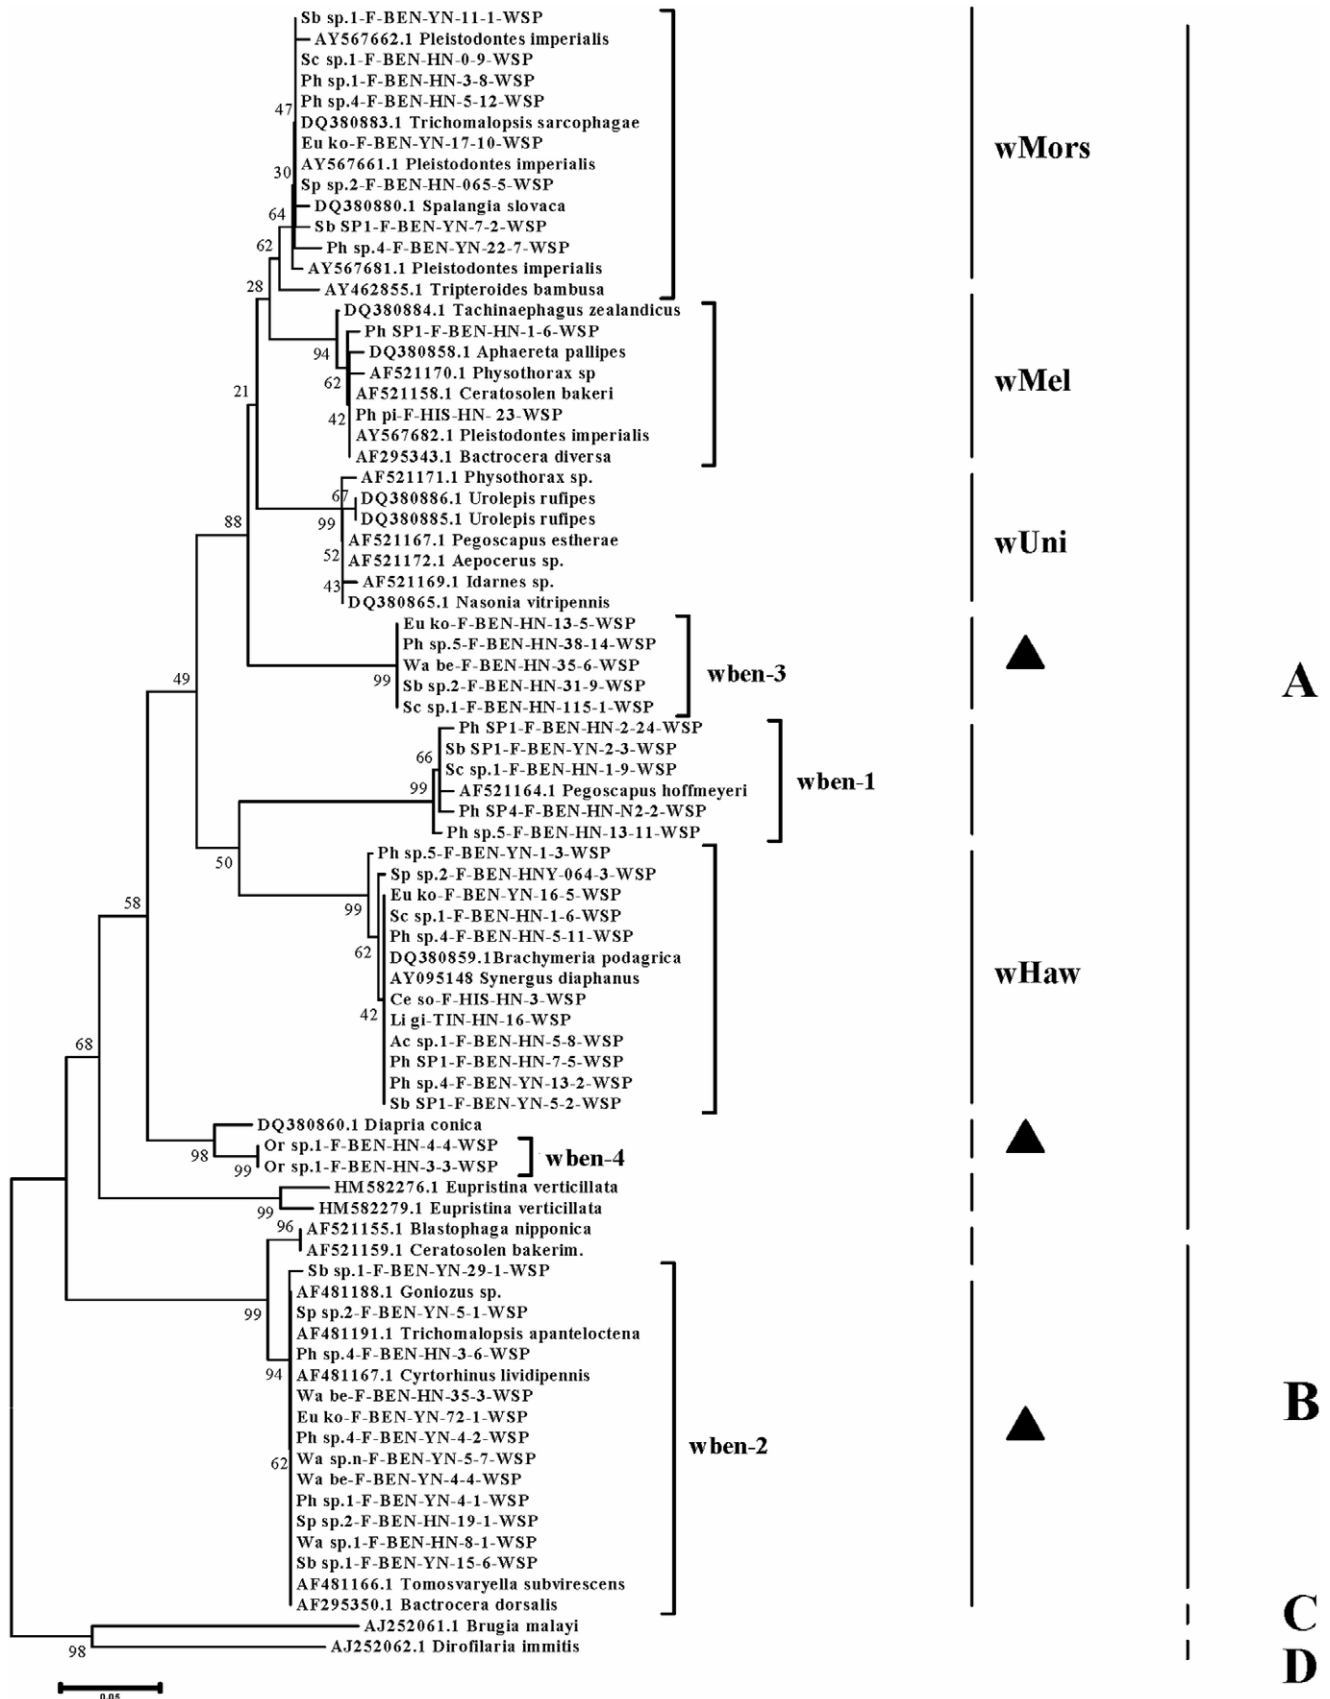 Sb sp.1-F-BEN-YN-11-1-WSP
AY567662.1 Pleistodontes imperialis
Sc sp.1-F-BEN-HN-0-9-WSP
Ph sp.1-F-BEN-HN-3-8-WSP
Ph sp.4-F-BEN-HN-5-12-WSP
47
DQ380883.1 Trichomalopsis sarcophagae
Eu ko-F-BEN-YN-17-10-WSP
wMors
AY567661.1 Pleistodontes imperialis
30
Sp sp.2-F-BEN-HN-065-5-WSP
DQ380880.1 Spalangia slovaca
64
Sb SP1-F-BEN-YN-7-2-WSP
62
Ph sp.4-F-BEN-YN-22-7-WSP
AY567681.1 Pleistodontes imperialis
28
AY462855.1 Tripteroides bambusa
DQ380884.1 Tachinaephagus zealandicus
Ph SP1-F-BEN-HN-1-6-WSP
94
DQ380858.1 Aphaereta pallipes
AF521170.1 Physothorax sp
wMel
62
21
AF521158.1 Ceratosolen bakeri
Ph pi-F-HIS-HN- 23-WSP
42
AY567682.1 Pleistodontes imperialis
AF295343.1 Bactrocera diversa
AF521171.1 Physothorax sp.
67
DQ380886.1 Urolepis rufipes
88
99
DQ380885.1 Urolepis rufipes
AF521167.1 Pegoscapus estherae
wUni
52
AF521172.1 Aepocerus sp.
43
AF521169.1 Idarnes sp.
DQ380865.1 Nasonia vitripennis
Eu ko-F-BEN-HN-13-5-WSP
Ph sp.5-F-BEN-HN-38-14-WSP
Wa be-F-BEN-HN-35-6-WSP
wben-3
49
99
Sb sp.2-F-BEN-HN-31-9-WSP
A
Sc sp.1-F-BEN-HN-115-1-WSP
Ph SP1-F-BEN-HN-2-24-WSP
Sb SP1-F-BEN-YN-2-3-WSP
66
Sc sp.1-F-BEN-HN-1-9-WSP
wben-1
99
AF521164.1 Pegoscapus hoffmeyeri
Ph SP4-F-BEN-HN-N2-2-WSP
Ph sp.5-F-BEN-HN-13-11-WSP
50
Ph sp.5-F-BEN-YN-1-3-WSP
Sp sp.2-F-BEN-HNY-064-3-WSP
Eu ko-F-BEN-YN-16-5-WSP
58
99
Sc sp.1-F-BEN-HN-1-6-WSP
Ph sp.4-F-BEN-HN-5-11-WSP
62
DQ380859.1Brachymeria podagrica
AY095148 Synergus diaphanus
wHaw
Ce so-F-HIS-HN-3-WSP
42
Li gi-TIN-HN-16-WSP
Ac sp.1-F-BEN-HN-5-8-WSP
68
Ph SP1-F-BEN-HN-7-5-WSP
Ph sp.4-F-BEN-YN-13-2-WSP
Sb SP1-F-BEN-YN-5-2-WSP
DQ380860.1 Diapria conica
Or sp.1-F-BEN-HN-4-4-WSP
98
wben-4
99
Or sp.1-F-BEN-HN-3-3-WSP
HM582276.1 Eupristina verticillata
99
HM582279.1 Eupristina verticillata
96
AF521155.1 Blastophaga nipponica
AF521159.1 Ceratosolen bakerim.
Sb sp.1-F-BEN-YN-29-1-WSP
AF481188.1 Goniozus sp.
99
Sp sp.2-F-BEN-YN-5-1-WSP
AF481191.1 Trichomalopsis apanteloctena
Ph sp.4-F-BEN-HN-3-6-WSP
94
AF481167.1 Cyrtorhinus lividipennis
Wa be-F-BEN-HN-35-3-WSP
B
Eu ko-F-BEN-YN-72-1-WSP
Ph sp.4-F-BEN-YN-4-2-WSP
wben-2
62
Wa sp.n-F-BEN-YN-5-7-WSP
Wa be-F-BEN-YN-4-4-WSP
Ph sp.1-F-BEN-YN-4-1-WSP
Sp sp.2-F-BEN-HN-19-1-WSP
Wa sp.1-F-BEN-HN-8-1-WSP
Sb sp.1-F-BEN-YN-15-6-WSP
AF481166.1 Tomosvaryella subvirescens
AF295350.1 Bactrocera dorsalis
C
AJ252061.1 Brugia malayi
98
AJ252062.1 Dirofilaria immitis
D
0.05